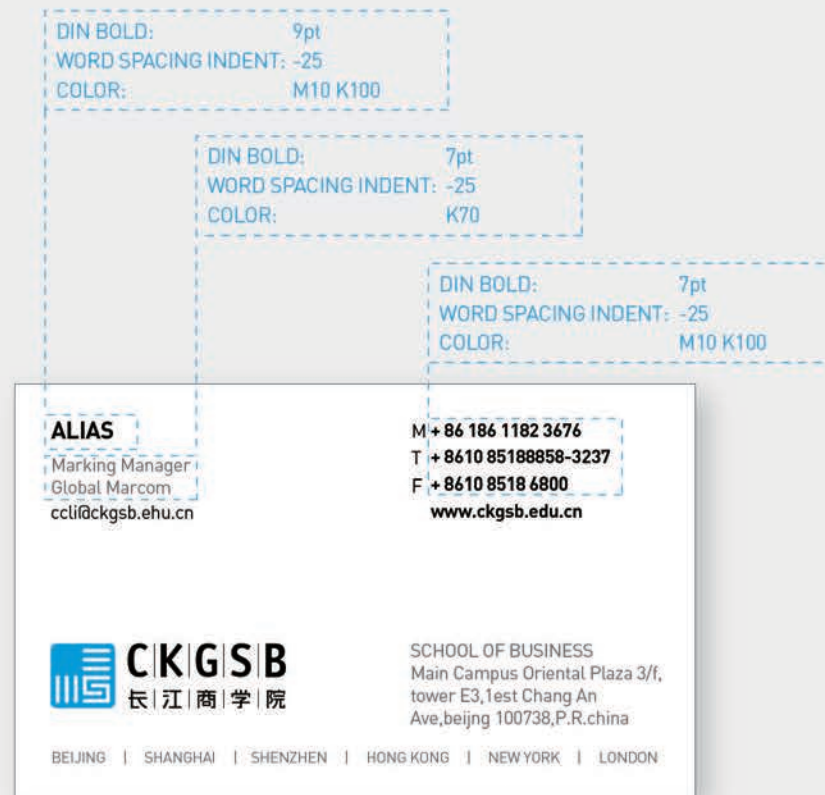 DIN BOLD: 9pt
WORD SPACING INDENT: -25
COLOR: M10 K100
DIN BOLD: 7pt
WORD SPACING INDENT: -25
COLOR: K70
DIN BOLD: 7pt
WORD SPACING INDENT: -25
COLOR: M10 K100
ALIAS
Marking Manager
Global Marcom
ccli@ckgsb.ehu.cn
M + 86 186 1182 3676
T + 8610 85188858-3237
F + 8610 8518 6800
www.ckgsb.edu.cn
C|K|G|S|B
长|江|商|学|院
SCHOOL OF BUSINESS
Main Campus Oriental Plaza 3/f,
tower E3,1est Chang An
Ave,beijng 100738,P.R.china
BEIJING | SHANGHAI | SHENZHEN | HONG KONG | NEW YORK | LONDON